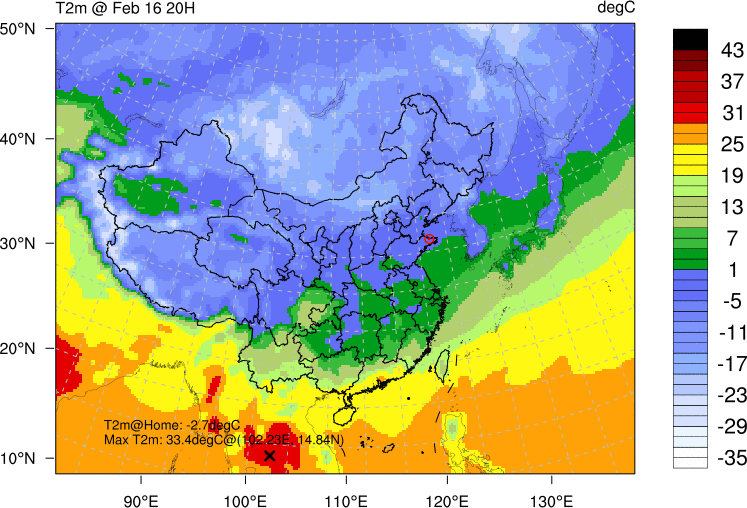 T2m @ Feb 16 20H
degC
50°N
40°N
30°N
20°N
10°N
90°E
100°E
110°E
120°E
130°E
T2m@Home: -2.7degC
Max T2m: 33.4degC@(102.23E, 14.84N)
43
37
31
25
19
13
7
1
-5
-11
-17
-23
-29
-35